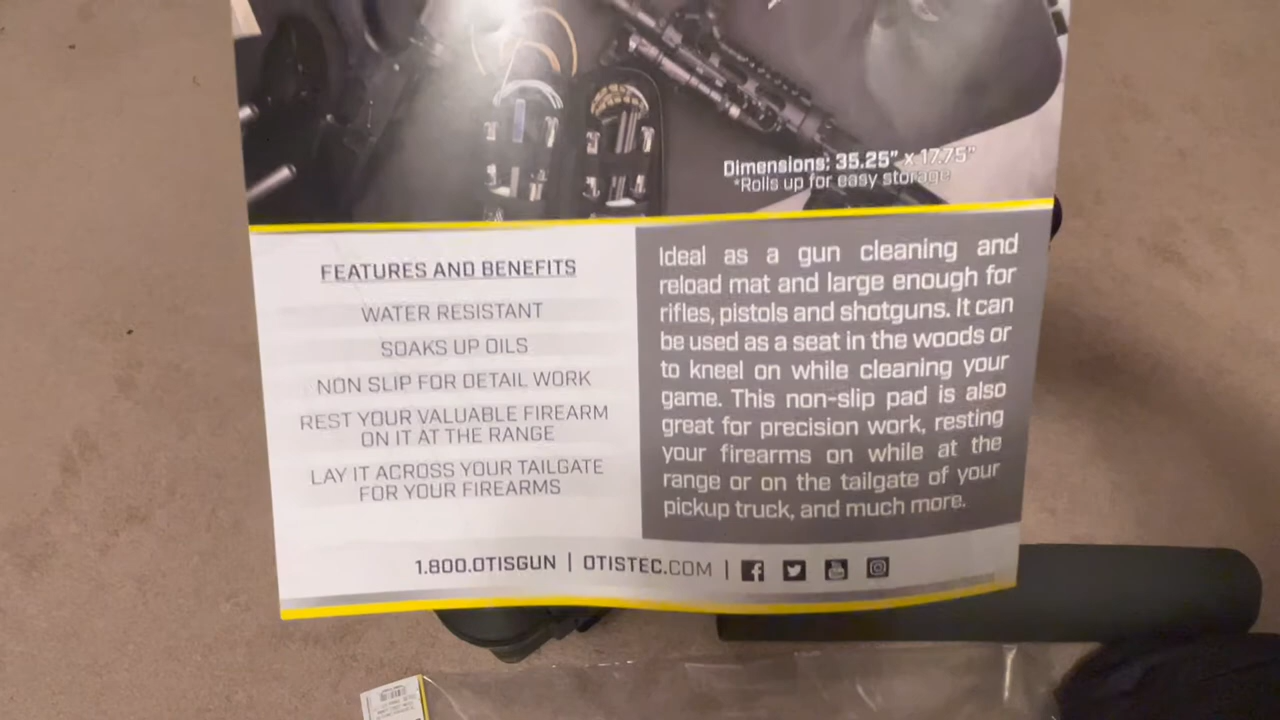 Dimensions: 35.25” x 17.75”
*Rolls up for easy storage
FEATURES AND BENEFITS
WATER RESISTANT
SOAKS UP OILS
NON SLIP FOR DETAIL WORK
REST YOUR VALUABLE FIREARM
ON IT AT THE RANGE
LAY IT ACROSS YOUR TAILGATE
FOR YOUR FIREARMS
Ideal as a gun cleaning and
reload mat and large enough for
rifles, pistols and shotguns. It can
be used as a seat in the woods or
to kneel on while cleaning your
game. This non-slip pad is also
great for precision work, resting
your firearms on while at the
range or on the tailgate of your
pickup truck, and much more.
1.800.OTISGUN | OTISTEC.COM |